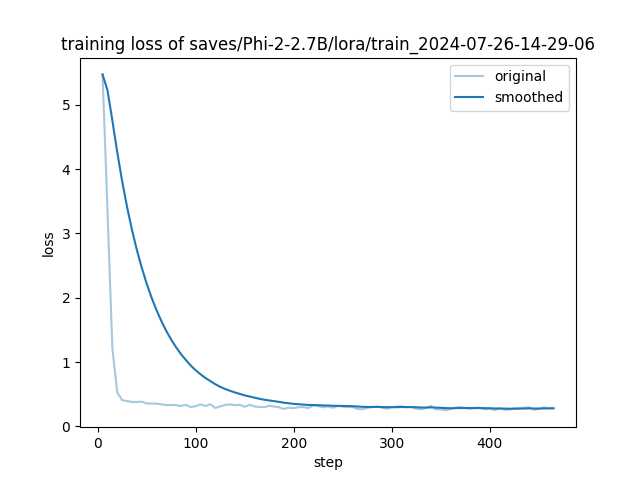 training loss of saves/Phi-2-2.7B/lora/train_2024-07-26-14-29-06
original
smoothed
5
4
3
2
1
0
loss
0 100 200 300 400
step